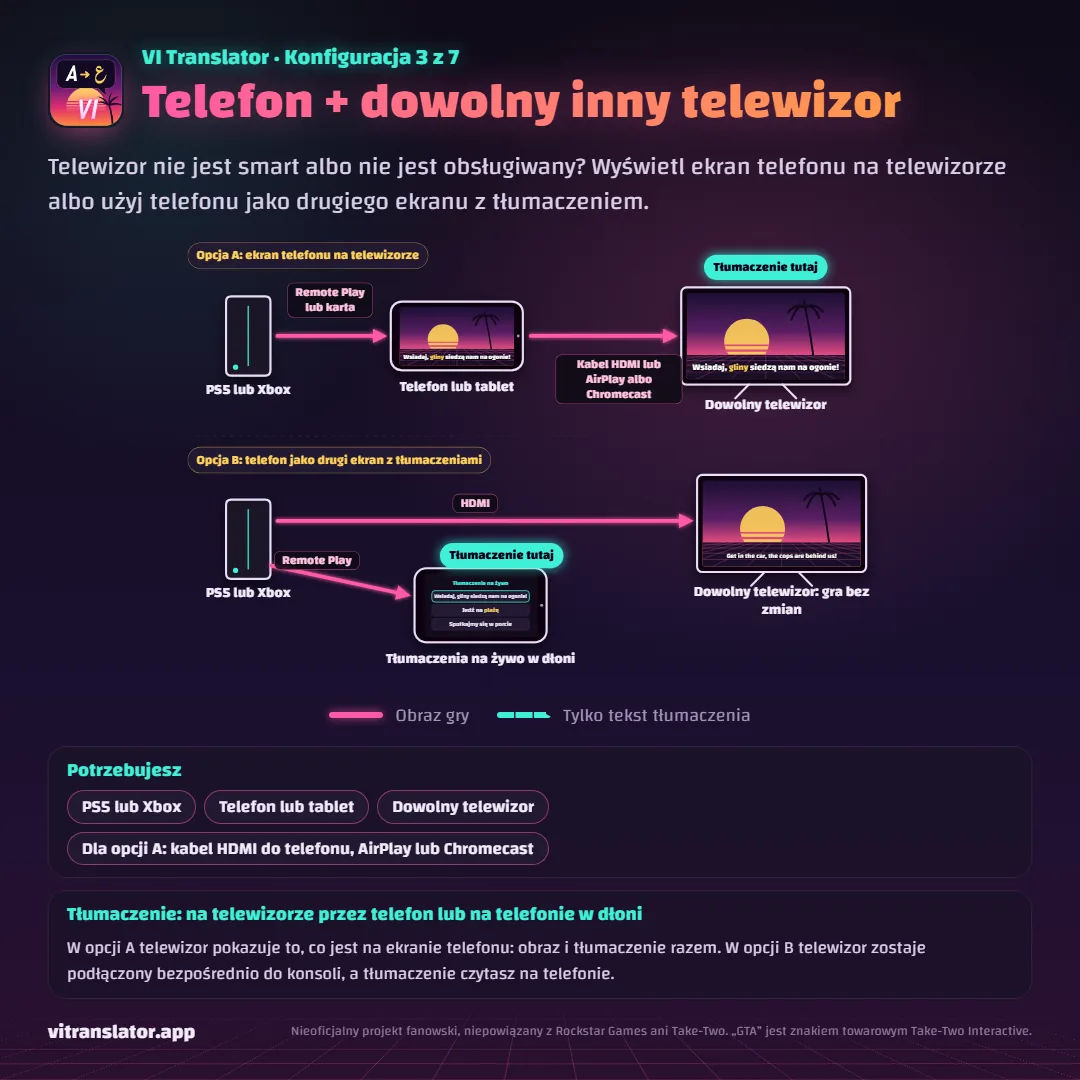 A→ع
VI
VI Translator · Konfiguracja 3 z 7
Telefon + dowolny inny telewizor
Telewizor nie jest smart albo nie jest obsługiwany? Wyświetl ekran telefonu na telewizorze
albo użyj telefonu jako drugiego ekranu z tłumaczeniem.
Opcja A: ekran telefonu na telewizorze
Tłumaczenie tutaj
Remote Play
lub karta
Wsiadaj, gliny siedzą nam na ogonie!
Wsiadaj, gliny siedzą nam na ogonie!
Kabel HDMI lub
AirPlay albo
Chromecast
PS5 lub Xbox
Telefon lub tablet
Dowolny telewizor
Opcja B: telefon jako drugi ekran z tłumaczeniami
HDMI
Get in the car, the cops are behind us!
Remote Play
Tłumaczenie tutaj
Tłumaczenia na żywo
Wsiadaj, gliny siedzą nam na ogonie!
Jedź na plażę
Spotkajmy się w porcie
PS5 lub Xbox
Dowolny telewizor: gra bez
zmian
Tłumaczenia na żywo w dłoni
Obraz gry
Tylko tekst tłumaczenia
Potrzebujesz
PS5 lub Xbox
Telefon lub tablet
Dowolny telewizor
Dla opcji A: kabel HDMI do telefonu, AirPlay lub Chromecast
Tłumaczenie: na telewizorze przez telefon lub na telefonie w dłoni
W opcji A telewizor pokazuje to, co jest na ekranie telefonu: obraz i tłumaczenie razem. W opcji B telewizor zostaje
podłączony bezpośrednio do konsoli, a tłumaczenie czytasz na telefonie.
vitranslator.app
Nieoficjalny projekt fanowski, niepowiązany z Rockstar Games ani Take-Two. „GTA” jest znakiem towarowym Take-Two Interactive.